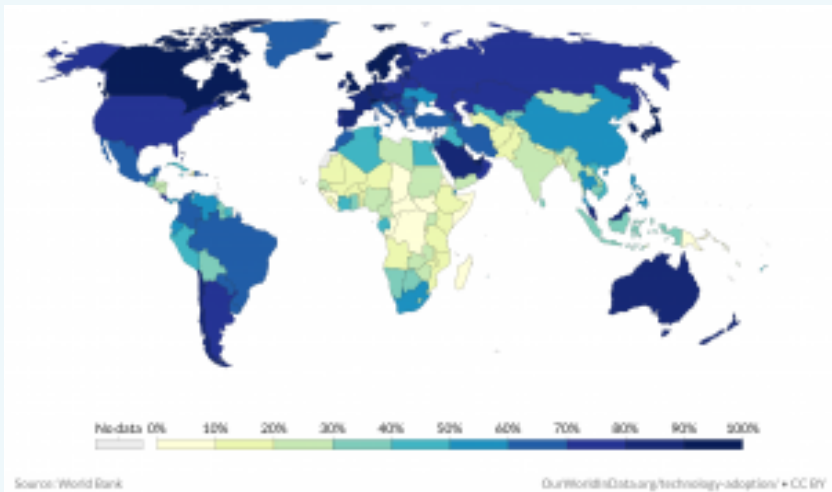 No data 0% 10% 20% 30% 40% 50% 60% 70% 80% 90% 100%
Source: World Bank
OurWorldInData.org/technology-adoption/ • CC BY